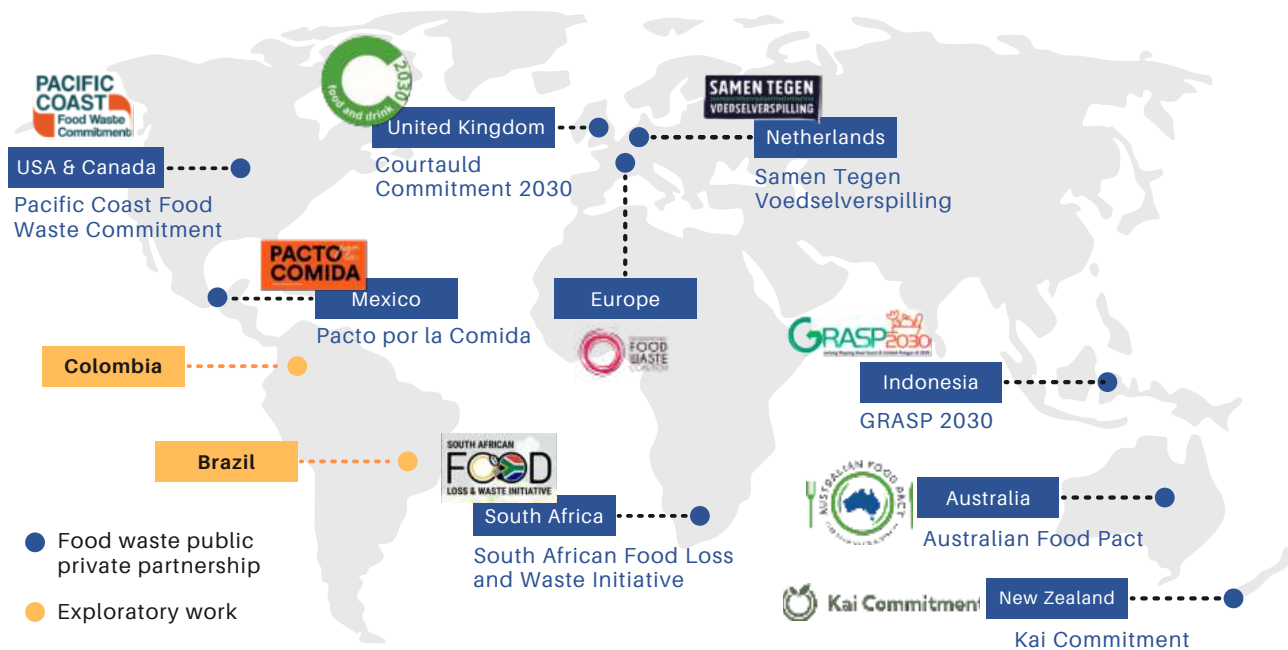 PACIFIC
COAST
Food Waste
Commitment
USA & Canada
Pacific Coast Food
Waste Commitment
2030
food and drink
United Kingdom
Courtauld
Commitment 2030
SAMEN TEGEN
VOEDSELVERSPILLING
Netherlands
Samen Tegen
Voedselverspilling
PACTO
COMIDA
Mexico
Pacto por la Comida
Europe
FOOD
WASTE
Colombia
Brazil
GRASP2030
Indonesia
GRASP 2030
SOUTH AFRICAN
FOOD
LOSS & WASTE INITIATIVE
South Africa
South African Food Loss
and Waste Initiative
AUSTRALIAN FOOD PACT
Australia
Australian Food Pact
Kai Commitment
New Zealand
Kai Commitment
Food waste public
private partnership
Exploratory work